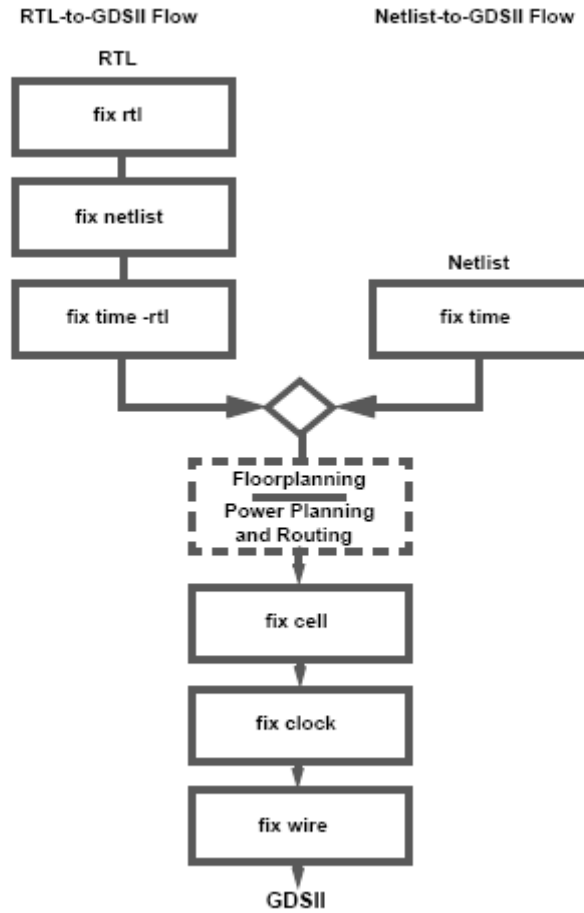 RTL-to-GDSII Flow
Netlist-to-GDSII Flow
RTL
fix rtl
fix netlist
fix time -rtl
Netlist
fix time
Floorplanning
Power Planning
and Routing
fix cell
fix clock
fix wire
GDSII